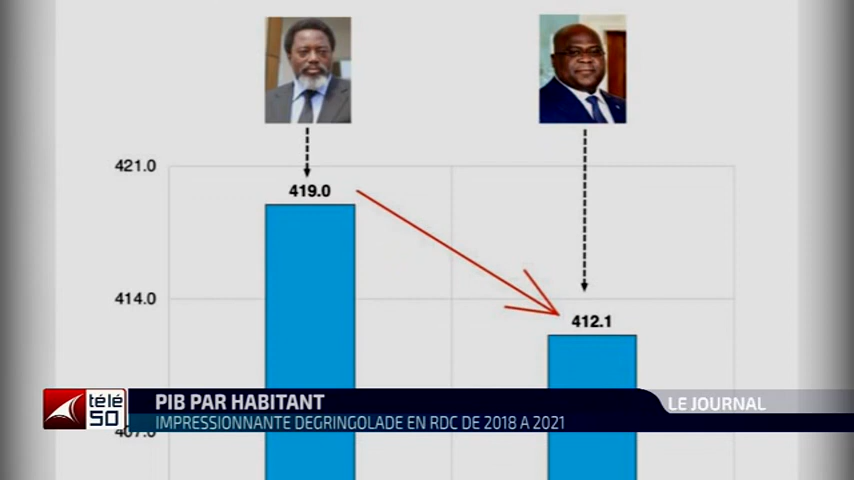 421.0
419.0
414.0
412.1
télé
50
PIB PAR HABITANT
LE JOURNAL
IMPRESSIONNANTE DEGRINGOLADE EN RDC DE 2018 A 2021
407.0